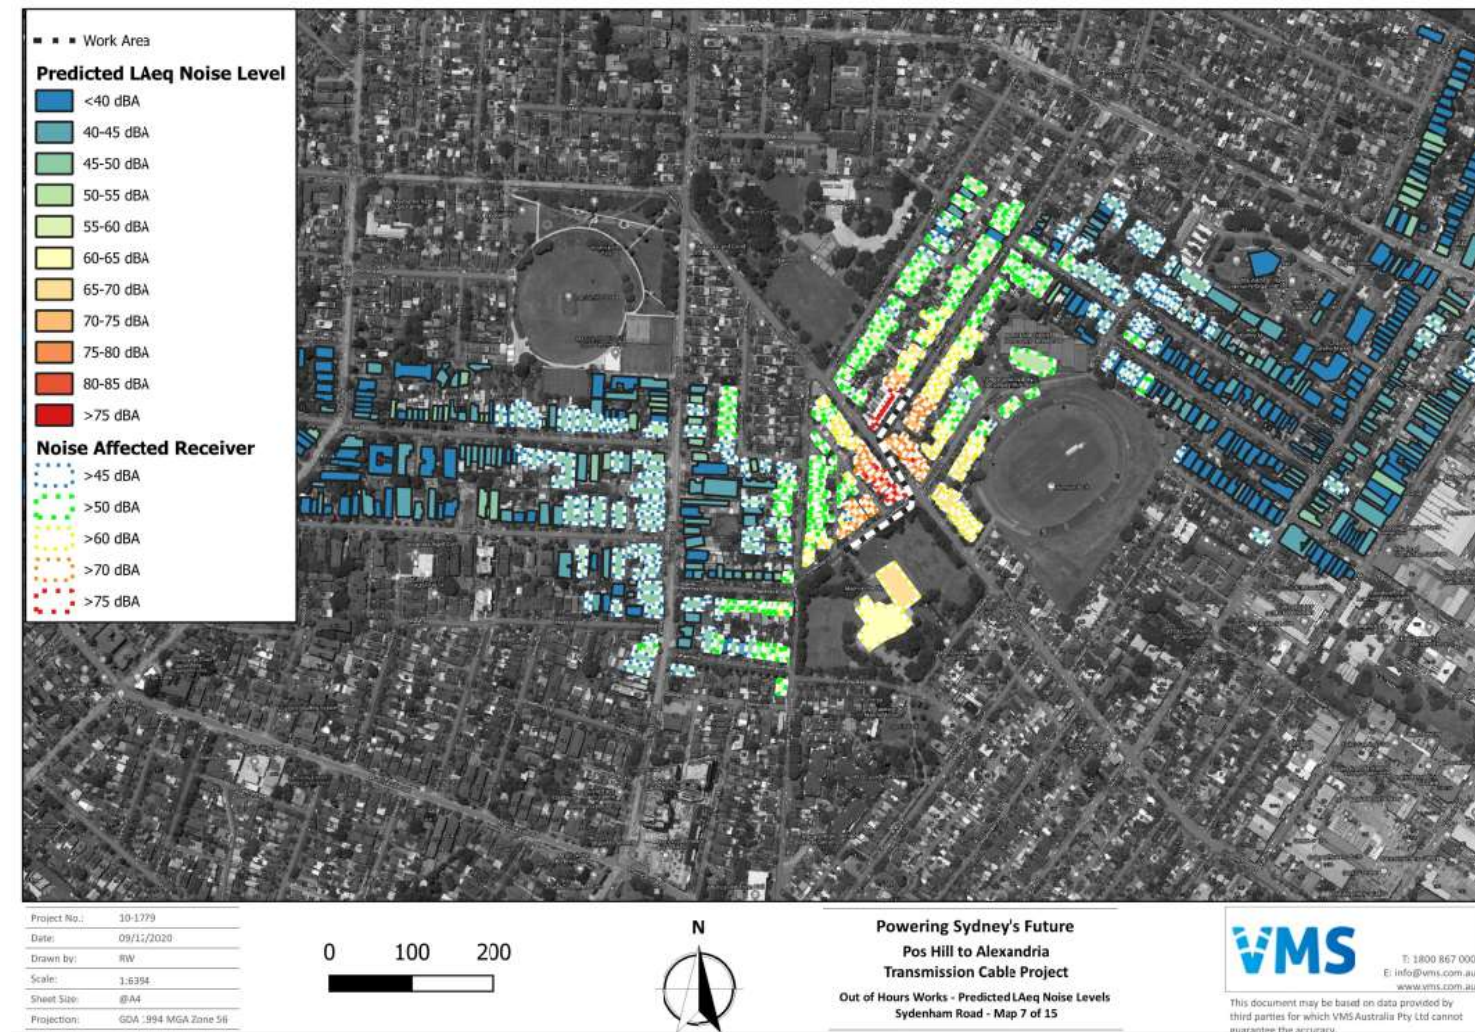 Work Area
Predicted LAeq Noise Level
<40 dBA
40-45 dBA
45-50 dBA
50-55 dBA
55-60 dBA
60-65 dBA
65-70 dBA
70-75 dBA
75-80 dBA
80-85 dBA
>75 dBA
Noise Affected Receiver
>45 dBA
>50 dBA
>60 dBA
>70 dBA
>75 dBA
Project No.: 10-1779
Date: 2020
Drawn by: RW
Scale: 1:6394
Sheet Size: @A4
Projection: GDA 1994 MGA Zone 56
0 100 200
N
Powering Sydney's Future
Pos Hill to Alexandria
Transmission Cable Project
Out of Hours Works - Predicted LAeq Noise Levels
Sydenham Road - Map 7 of 15
VMS
T: 1800 867 000
E: info@vms.com.au
www.vms.com.au
This document may be based on data provided by
third parties for which VMS Australia Pty Ltd cannot
guarantee the accuracy.